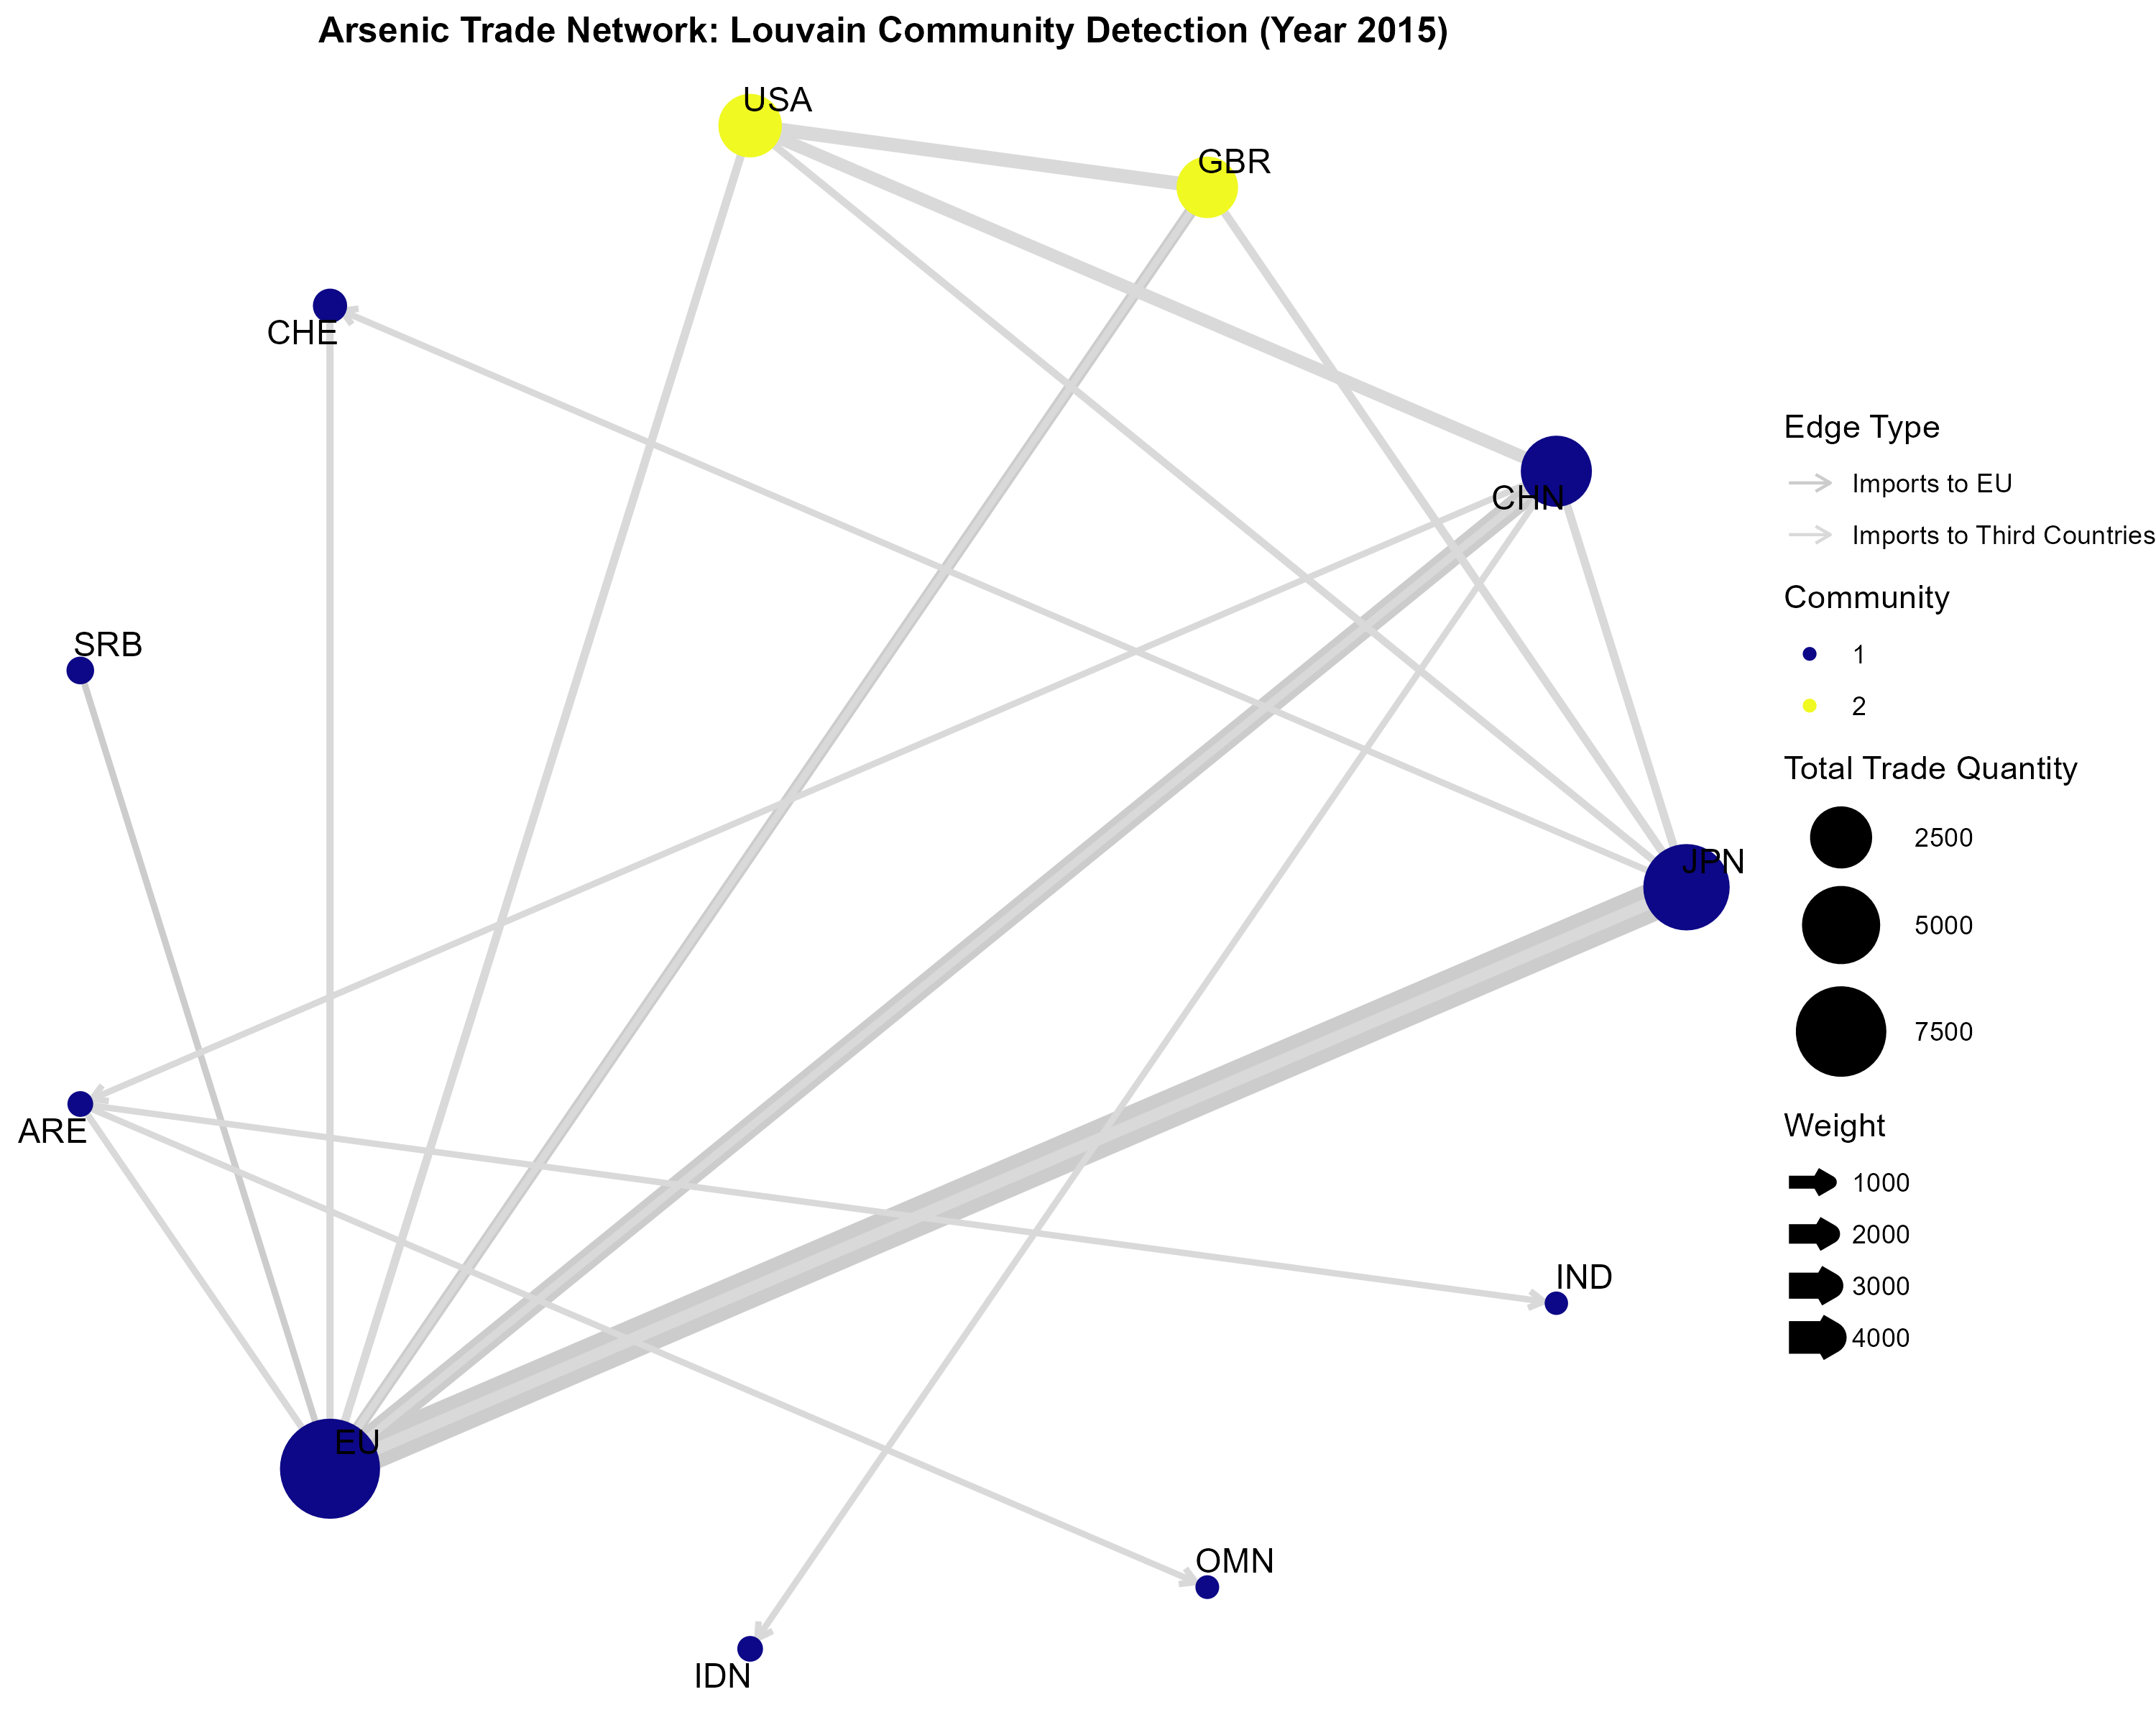 Arsenic Trade Network: Louvain Community Detection (Year 2015)
USA
GBR
CHE
CHN
SRB
JPN
ARE
IND
EU
OMN
IDN
Edge Type
Imports to EU
Imports to Third Countries
Community
1
2
Total Trade Quantity
2500
5000
7500
Weight
1000
2000
3000
4000